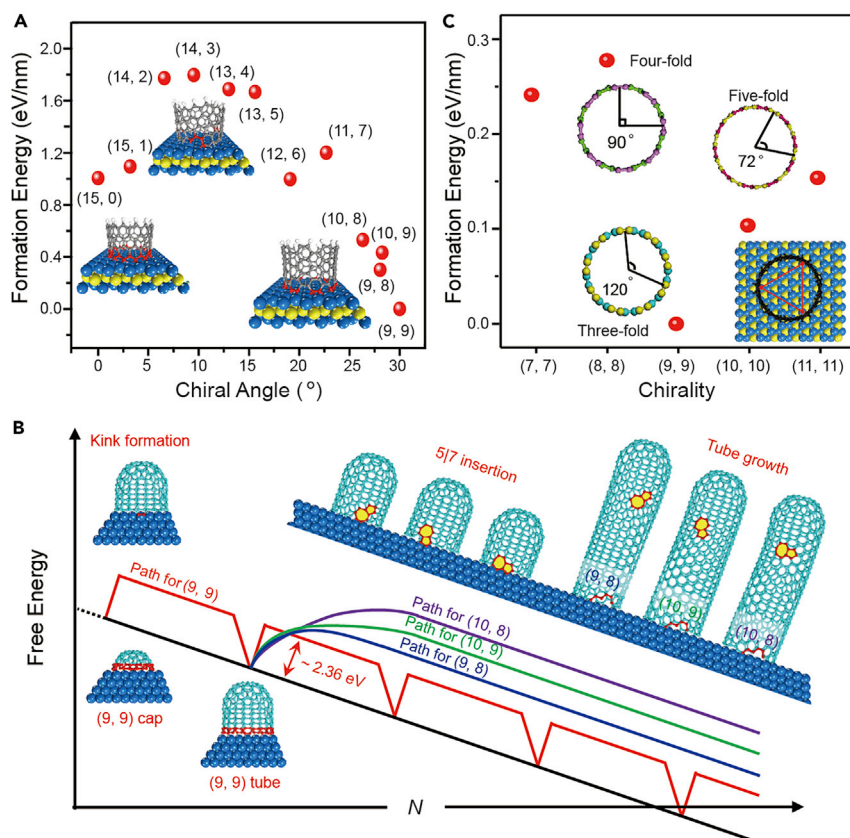 A
Formation Energy (eV/nm)
2.0
1.6
1.2
0.8
0.4
0.0
(14, 3)
(14, 2)
(13, 4)
(13, 5)
(15, 1)
(15, 0)
(11, 7)
(12, 6)
(10, 8)
(10, 9)
(9, 8)
(9, 9)
0
5
10
15
20
25
30
Chiral Angle (°)
C
Formation Energy (eV/nm)
0.3
0.2
0.1
0.0
Four-fold
90°
Five-fold
72°
120°
Three-fold
(7, 7)
(8, 8)
(9, 9)
(10, 10)
(11, 11)
Chirality
B
Free Energy
Kink formation
5|7 insertion
Tube growth
(9, 8)
(10, 9)
(10, 8)
Path for (9, 9)
Path for (10, 8)
Path for (10, 9)
Path for (9, 8)
~ 2.36 eV
(9, 9) cap
(9, 9) tube
N